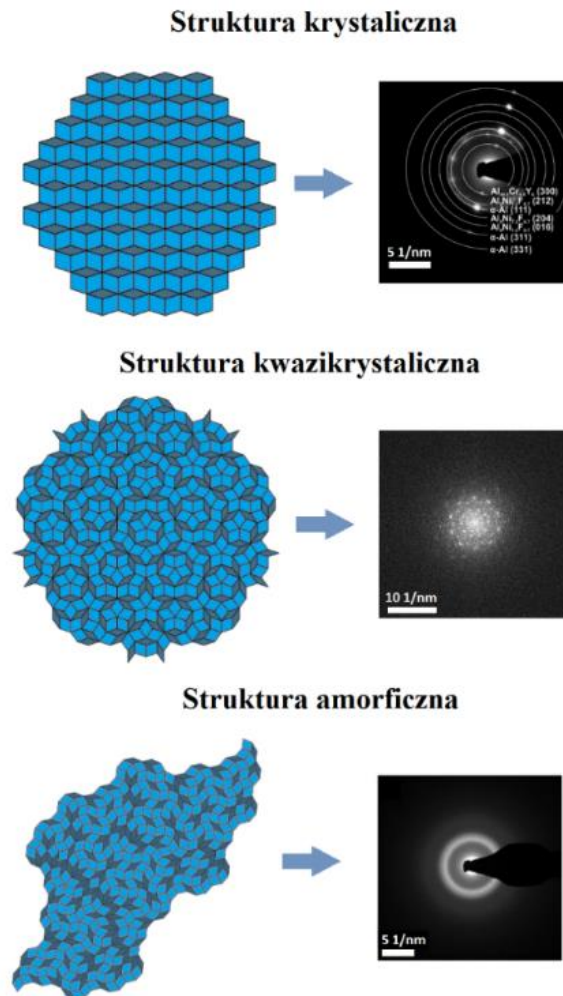 Struktura krystaliczna
α-Al (111)
α-Al (311)
α-Al (331)
5 1/nm
Struktura kwazikrystaliczna
10 1/nm
Struktura amorficzna
5 1/nm